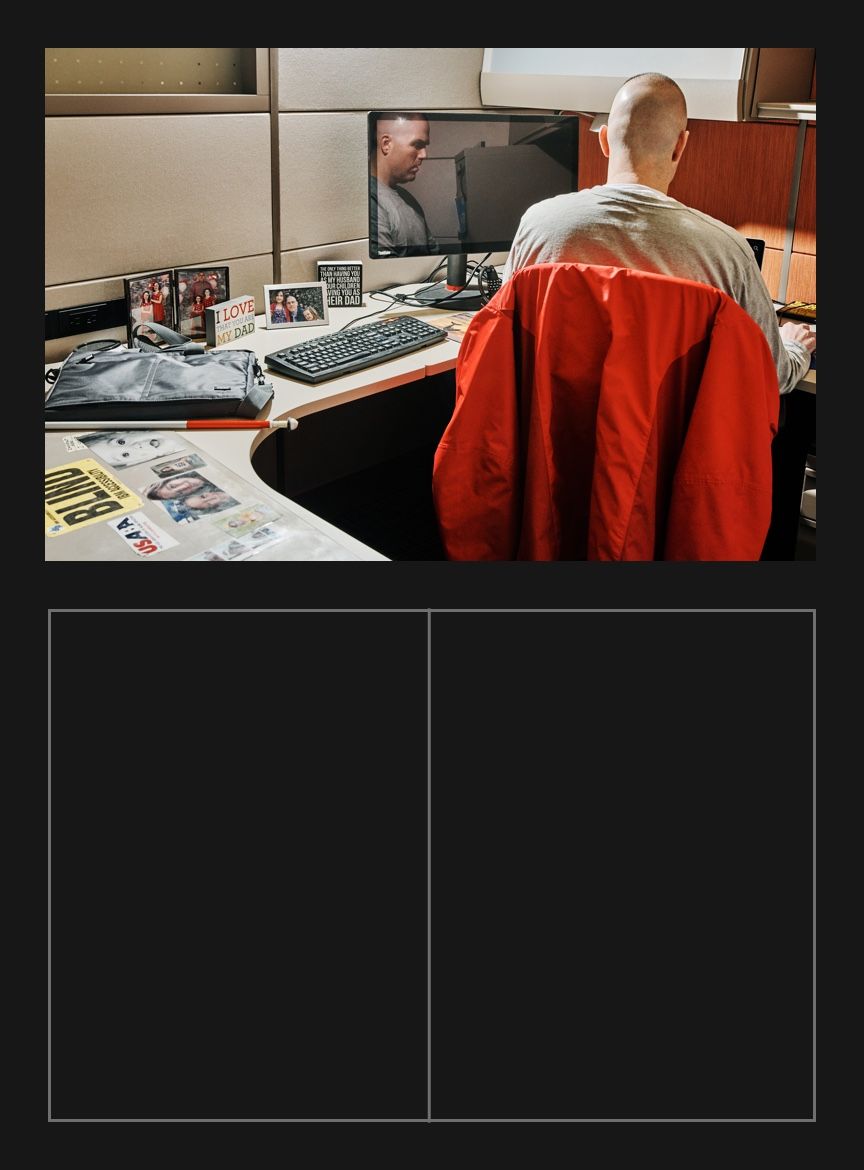 I LOVE
THAT YOU ARE
MY DAD
THE ONLY THING BETTER
THAN HAVING YOU
AS MY HUSBAND
OUR CHILDREN
HAVING YOU AS
THEIR DAD
BLIND
USA